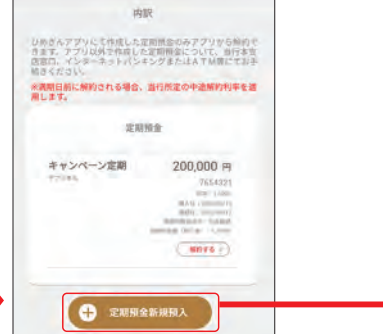 内訳
ひめぎんアプリにて作成した定期預金のみアプリから解約で
きます。アプリ以外で作成した定期預金について、当行本支
店窓口、インターネットバンキングまたはATM等にてお手
続きください。
※満期日前に解約される場合、当行所定の中途解約利率を適
用します。
定期預金
キャンペーン定期 200,000 円
7654321
解約する
定期預金新規預入